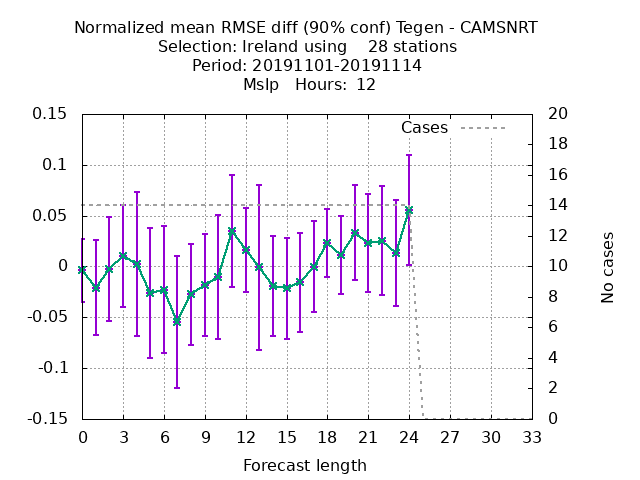 Normalized mean RMSE diff (90% conf) Tegen - CAMSNRT
Selection: Ireland using    28 stations
Period: 20191101-20191114
Mslp   Hours:  12
Cases
0.15
0.1
0.05
0
-0.05
-0.1
-0.15
20
18
16
14
12
10
8
6
4
2
0
No cases
0 3 6 9 12 15 18 21 24 27 30 33
Forecast length